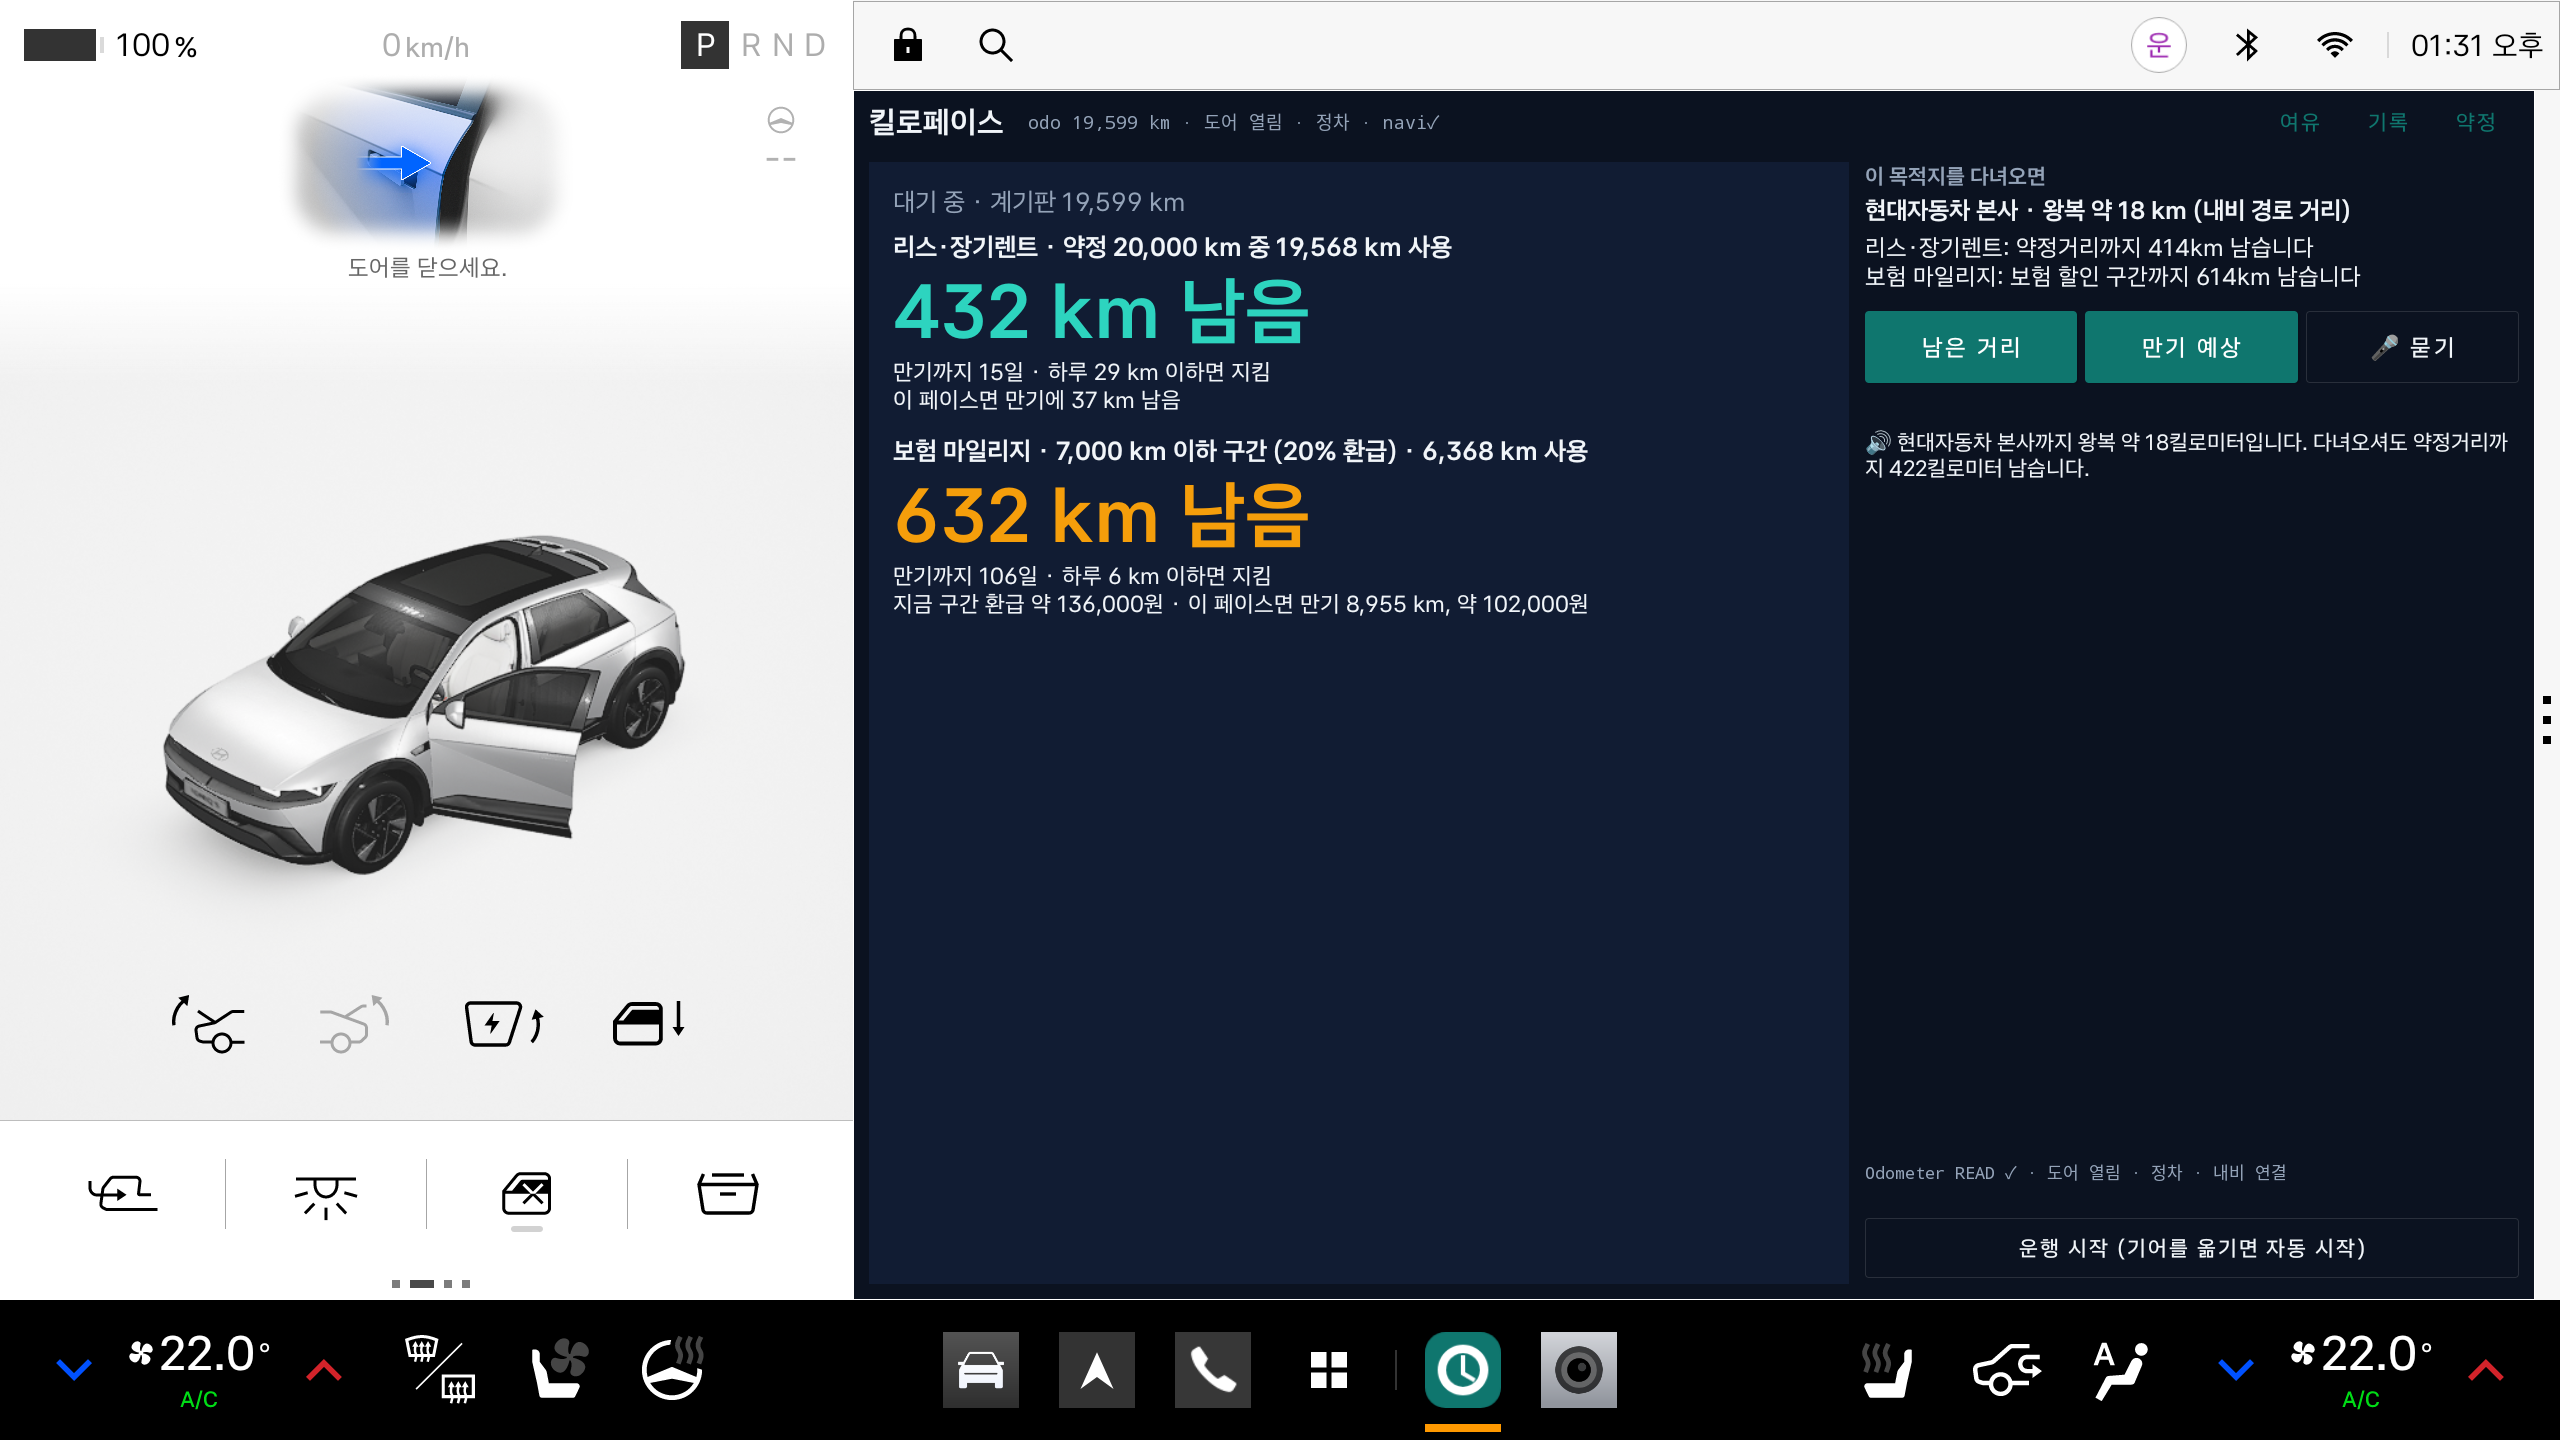 100 %
0 km/h
P R N D
01:31 오후
운
도어를 닫으세요.
킬로페이스
odo 19,599 km · 도어 열림 · 정차 · navi✓
여유
기록
약정
대기 중 · 계기판 19,599 km
리스·장기렌트 · 약정 20,000 km 중 19,568 km 사용
432 km 남음
만기까지 15일 · 하루 29 km 이하면 지킴
이 페이스면 만기에 37 km 남음
보험 마일리지 · 7,000 km 이하 구간 (20% 환급) · 6,368 km 사용
632 km 남음
만기까지 106일 · 하루 6 km 이하면 지킴
지금 구간 환급 약 136,000원 · 이 페이스면 만기 8,955 km, 약 102,000원
이 목적지를 다녀오면
현대자동차 본사 · 왕복 약 18 km (내비 경로 거리)
리스·장기렌트: 약정거리까지 414km 남습니다
보험 마일리지: 보험 할인 구간까지 614km 남습니다
남은 거리
만기 예상
🎤 묻기
🔊 현대자동차 본사까지 왕복 약 18킬로미터입니다. 다녀오셔도 약정거리까
지 422킬로미터 남습니다.
Odometer READ ✓ · 도어 열림 · 정차 · 내비 연결
운행 시작 (기어를 옮기면 자동 시작)
22.0°
A/C
A
22.0°
A/C